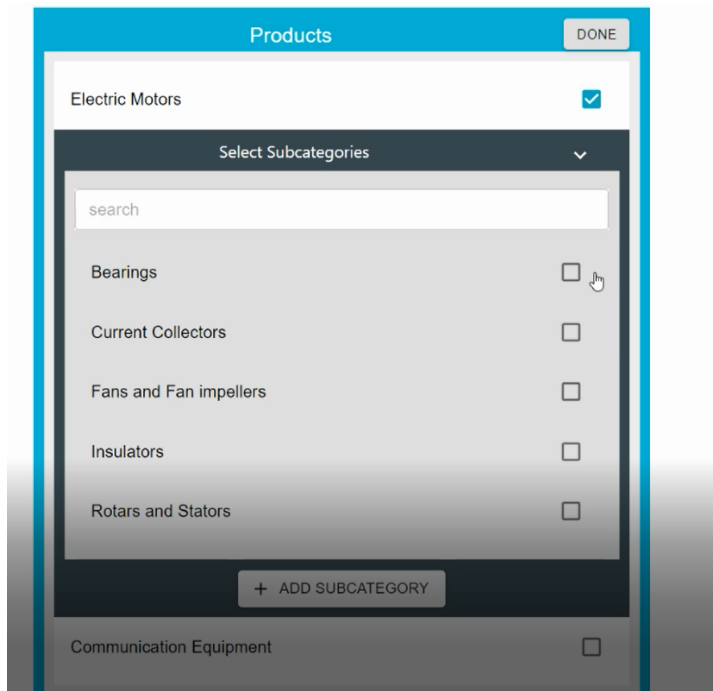 Products
DONE
Electric Motors
Select Subcategories
search
Bearings
Current Collectors
Fans and Fan impellers
Insulators
Rotars and Stators
+ ADD SUBCATEGORY
Communication Equipment